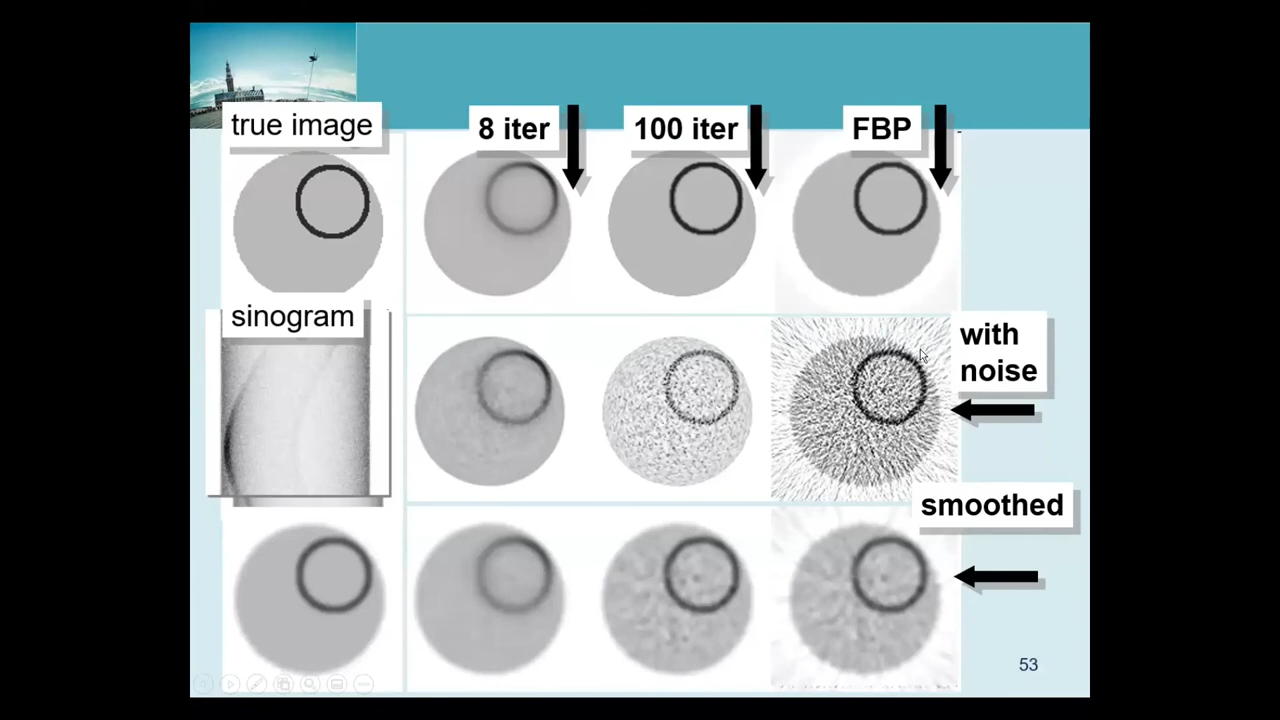 true image
8 iter
100 iter
FBP
sinogram
with
noise
smoothed
53